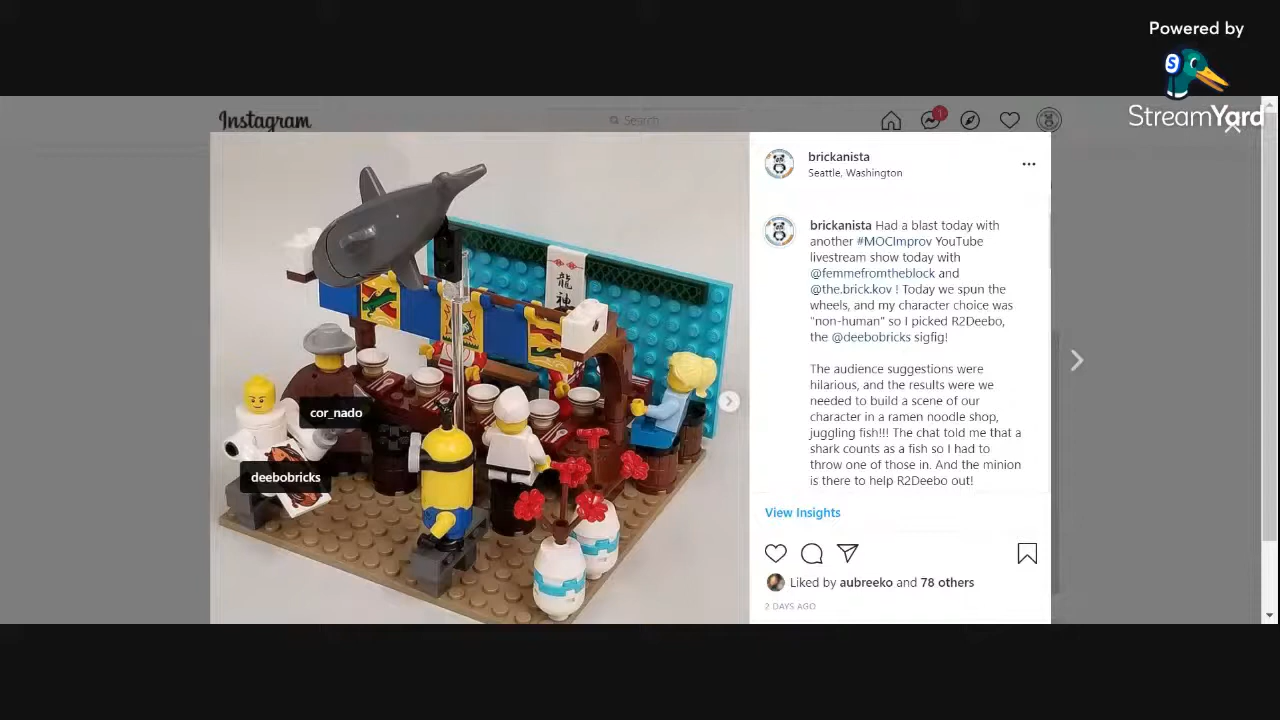 Powered by
S
StreamYard
Instagram
Search
1
brickanista
Seattle, Washington
brickanista Had a blast today with
another #MOCImprov YouTube
livestream show today with
@femmefromtheblock and
@the.brick.kov ! Today we spun the
wheels, and my character choice was
"non-human" so I picked R2Deebo,
the @deebobricks sigfig!
The audience suggestions were
hilarious, and the results were we
needed to build a scene of our
character in a ramen noodle shop,
juggling fish!!! The chat told me that a
shark counts as a fish so I had to
throw one of those in. And the minion
is there to help R2Deebo out!
View Insights
Liked by aubreeko and 78 others
2 DAYS AGO
龍
神
cor_nado
deebobricks